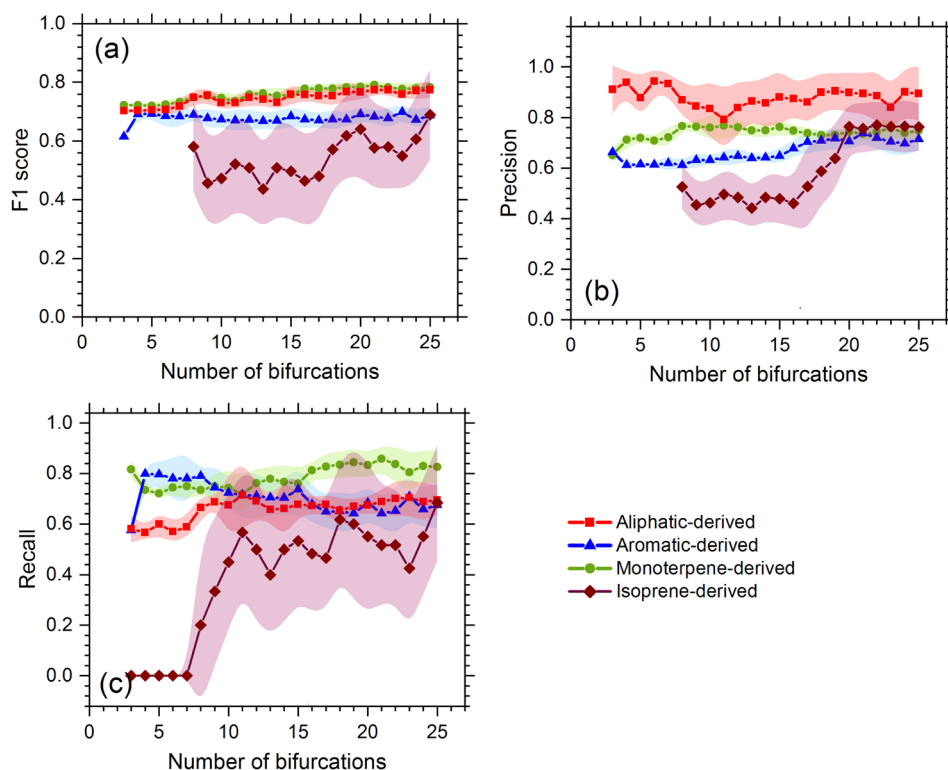 (a)
F1 score
1.0
0.8
0.6
0.4
0.2
0.0
0 5 10 15 20 25
Number of bifurcations
(b)
Precision
1.0
0.8
0.6
0.4
0.2
0.0
0 5 10 15 20 25
Number of bifurcations
(c)
Recall
1.0
0.8
0.6
0.4
0.2
0.0
0 5 10 15 20 25
Number of bifurcations
Aliphatic-derived
Aromatic-derived
Monoterpene-derived
Isoprene-derived